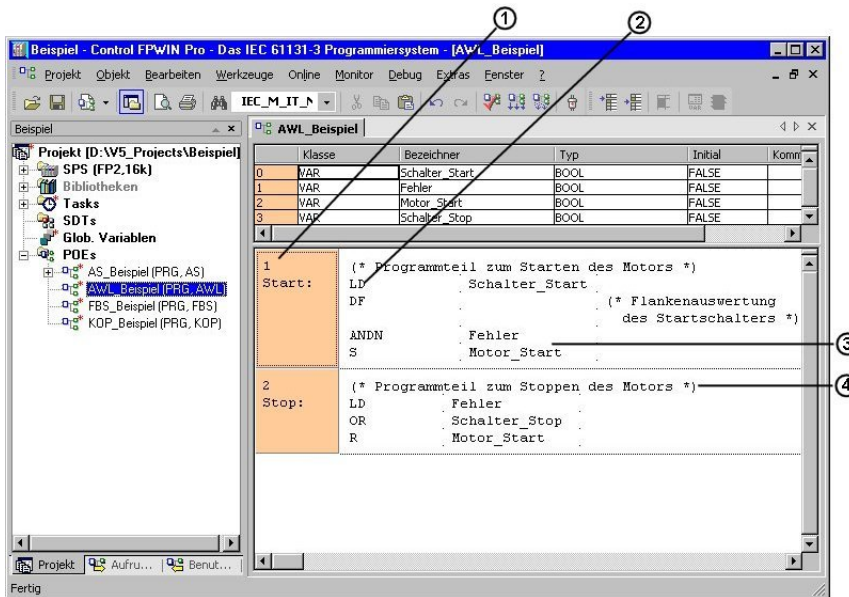 ① ②
Beispiel - Control FPWIN Pro - Das IEC 61131-3 Programmiersystem - [AWL_Beispiel]
Projekt Objekt Bearbeiten Werkzeuge Online Monitor Debug Extras Fenster ?
IEC_M_IT_N
Beispiel
Projekt [D:\V5_Projects\Beispiel]
SPS (FP2,16k)
Bibliotheken
Tasks
SDTs
Glob. Variablen
POEs
AS_Beispiel (PRG, AS)
AWL_Beispiel (PRG, AWL)
FBS_Beispiel (PRG, FBS)
KOP_Beispiel (PRG, KOP)
Projekt Aufru... Benut...
AWL_Beispiel
Klasse Bezeichner Typ Initial Komm
0 VAR Schalter_Start BOOL FALSE
1 VAR Fehler BOOL FALSE
2 VAR Motor_Start BOOL FALSE
3 VAR Schalter_Stop BOOL FALSE
1 (* Programmteil zum Starten des Motors *)
Start: LD Schalter_Start
DF (* Flankenauswertung
des Startschalters *)
ANDN Fehler
③
S Motor_Start
2 (* Programmteil zum Stoppen des Motors *) ④
Stop: LD Fehler
OR Schalter_Stop
R Motor_Start
Fertig